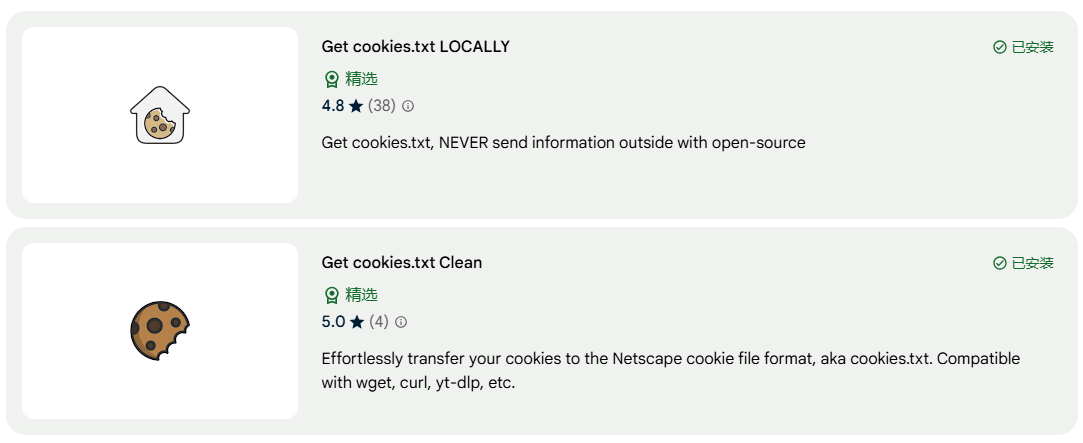 Get cookies.txt LOCALLY
已安装
精选
4.8 ★ (38)
Get cookies.txt, NEVER send information outside with open-source
Get cookies.txt Clean
已安装
精选
5.0 ★ (4)
Effortlessly transfer your cookies to the Netscape cookie file format, aka cookies.txt. Compatible
with wget, curl, yt-dlp, etc.